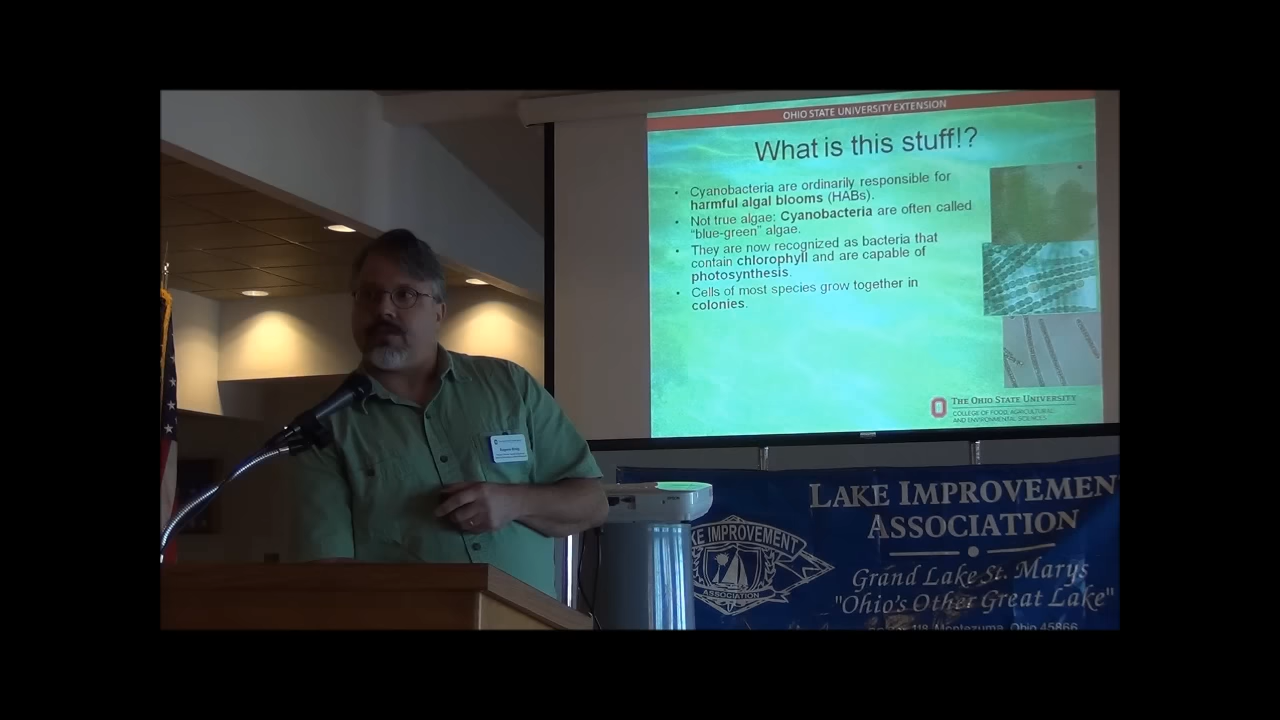 OHIO STATE UNIVERSITY EXTENSION
What is this stuff!?
• Cyanobacteria are ordinarily responsible for
harmful algal blooms (HABs).
• Not true algae: Cyanobacteria are often called
"blue-green" algae.
• They are now recognized as bacteria that
contain chlorophyll and are capable of
photosynthesis.
• Cells of most species grow together in
colonies.
THE OHIO STATE UNIVERSITY
COLLEGE OF FOOD, AGRICULTURAL,
AND ENVIRONMENTAL SCIENCES
LAKE IMPROVEMEN
ASSOCIATION
Grand Lake St. Marys
"Ohio's Other Great Lake"
118, Montezuma, Ohio 45866
KE IMPROVEMENT
ASSOCIATION